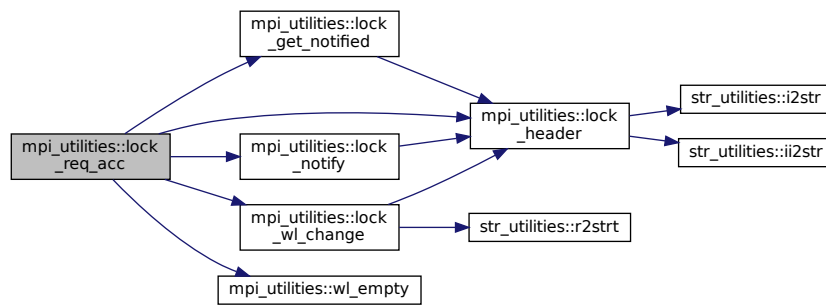 mpi_utilities::lock
_req_acc
mpi_utilities::lock
_get_notified
mpi_utilities::lock
_notify
mpi_utilities::lock
_wl_change
mpi_utilities::wl_empty
mpi_utilities::lock
_header
str_utilities::r2strt
str_utilities::i2str
str_utilities::ii2str